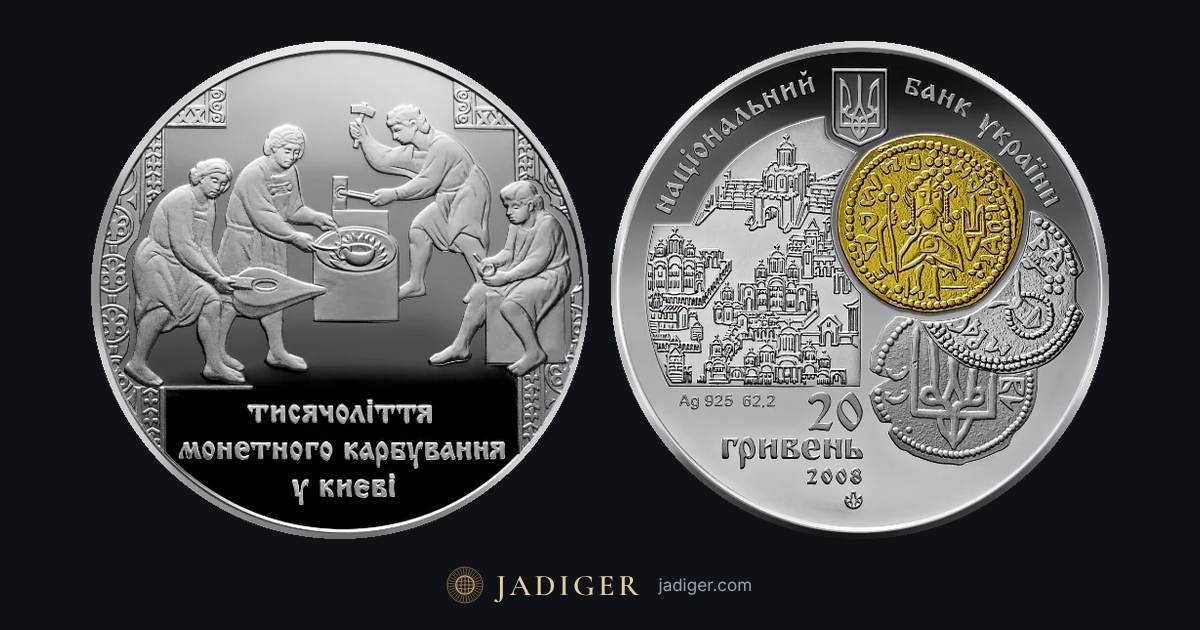 тисячоліття
монетного карбування
у києві
національний банк україни
Ag 925 62,2
20
гривень
2008
JADIGER jadiger.com